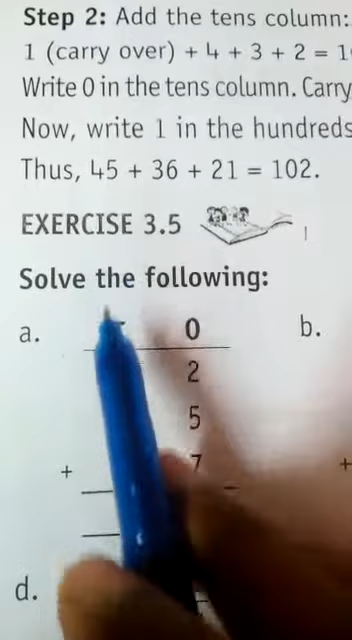 Step 2: Add the tens column:
1 (carry over) + 4 + 3 + 2 = 1
Write 0 in the tens column. Carry
Now, write 1 in the hundreds
Thus, 45 + 36 + 21 = 102.
EXERCISE 3.5
Solve the following:
a. 0 b.
2
5
+ 7 +
d.